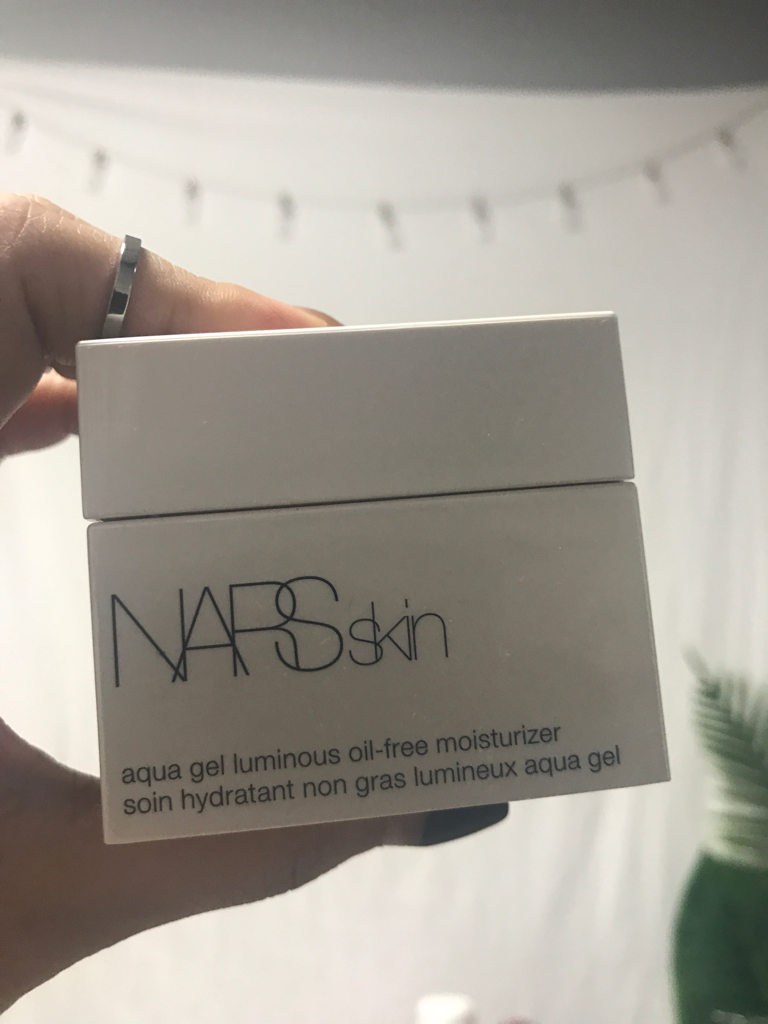 NARSskin
aqua gel luminous oil-free moisturizer
soin hydratant non gras lumineux aqua gel